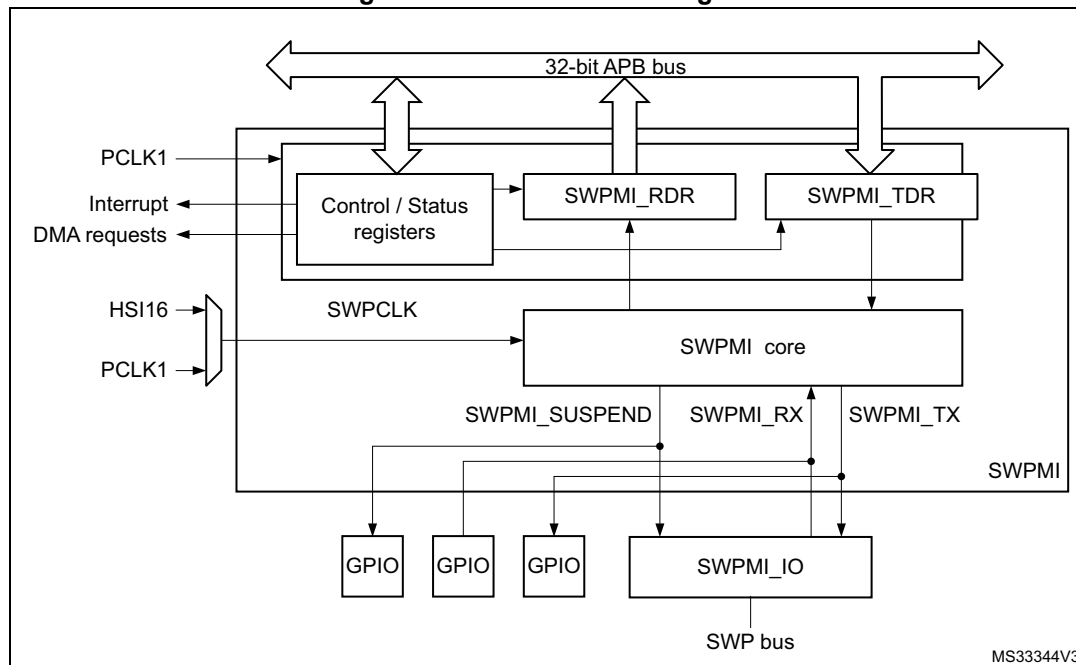 32-bit APB bus
PCLK1
Interrupt
DMA requests
Control / Status
registers
SWPMI_RDR
SWPMI_TDR
HSI16
PCLK1
SWPCLK
SWPMI core
SWPMI_SUSPEND
SWPMI_RX
SWPMI_TX
SWPMI
GPIO
GPIO
GPIO
SWPMI_IO
SWP bus
MS33344V3